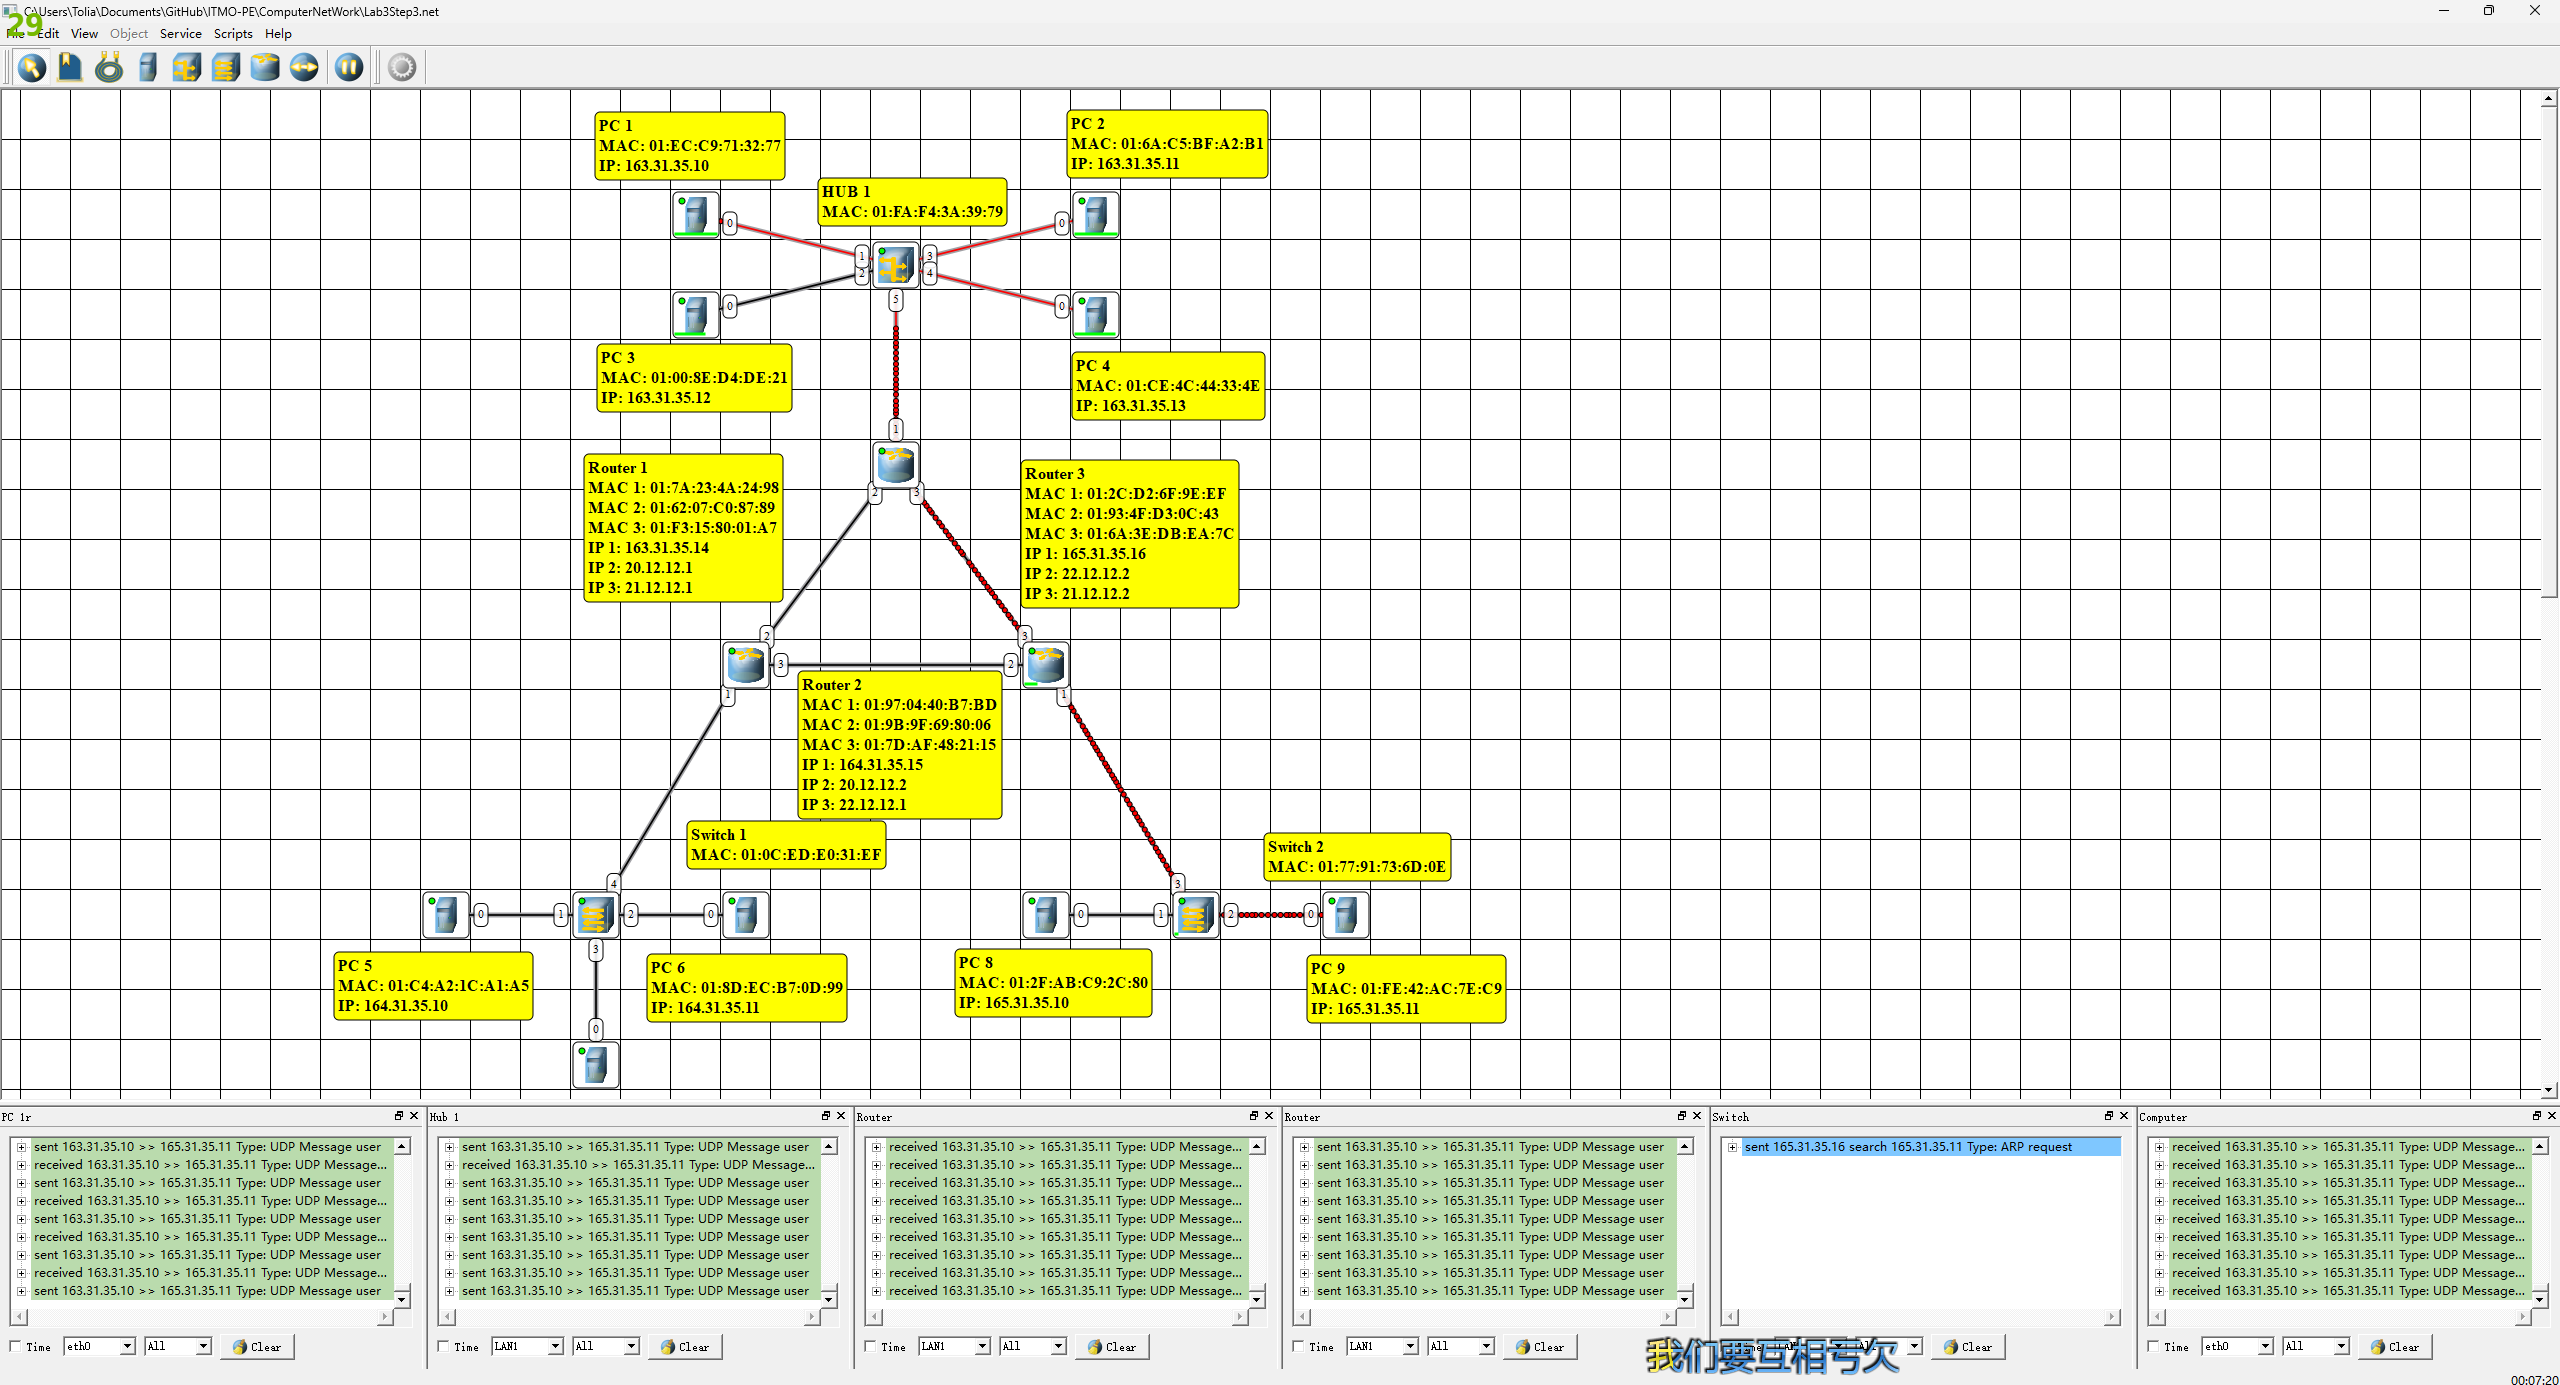 C:\Users\Tolia\Documents\GitHub\ITMO-PE\ComputerNetWork\Lab3Step3.net
29
Edit View Object Service Scripts Help
PC 1
MAC: 01:EC:C9:71:32:77
IP: 163.31.35.10
PC 2
MAC: 01:6A:C5:BF:A2:B1
IP: 163.31.35.11
HUB 1
MAC: 01:FA:F4:3A:39:79
0
0
1
3
2
4
0
0
5
PC 3
MAC: 01:00:8E:D4:DE:21
IP: 163.31.35.12
PC 4
MAC: 01:CE:4C:44:33:4E
IP: 163.31.35.13
1
2
3
Router 1
MAC 1: 01:7A:23:4A:24:98
MAC 2: 01:62:07:C0:87:89
MAC 3: 01:F3:15:80:01:A7
IP 1: 163.31.35.14
IP 2: 20.12.12.1
IP 3: 21.12.12.1
Router 3
MAC 1: 01:2C:D2:6F:9E:EF
MAC 2: 01:93:4F:D3:0C:43
MAC 3: 01:6A:3E:DB:EA:7C
IP 1: 165.31.35.16
IP 2: 22.12.12.2
IP 3: 21.12.12.2
2
3
3
2
1
1
Router 2
MAC 1: 01:97:04:40:B7:BD
MAC 2: 01:9B:9F:69:80:06
MAC 3: 01:7D:AF:48:21:15
IP 1: 164.31.35.15
IP 2: 20.12.12.2
IP 3: 22.12.12.1
Switch 1
MAC: 01:0C:ED:E0:31:EF
Switch 2
MAC: 01:77:91:73:6D:0E
4
3
0
1
2
0
0
1
2
0
3
0
PC 5
MAC: 01:C4:A2:1C:A1:A5
IP: 164.31.35.10
PC 6
MAC: 01:8D:EC:B7:0D:99
IP: 164.31.35.11
PC 8
MAC: 01:2F:AB:C9:2C:80
IP: 165.31.35.10
PC 9
MAC: 01:FE:42:AC:7E:C9
IP: 165.31.35.11
PC 1r
sent 163.31.35.10 >> 165.31.35.11 Type: UDP Message user
received 163.31.35.10 >> 165.31.35.11 Type: UDP Message...
sent 163.31.35.10 >> 165.31.35.11 Type: UDP Message user
received 163.31.35.10 >> 165.31.35.11 Type: UDP Message...
sent 163.31.35.10 >> 165.31.35.11 Type: UDP Message user
received 163.31.35.10 >> 165.31.35.11 Type: UDP Message...
sent 163.31.35.10 >> 165.31.35.11 Type: UDP Message user
received 163.31.35.10 >> 165.31.35.11 Type: UDP Message...
sent 163.31.35.10 >> 165.31.35.11 Type: UDP Message user
Time eth0 All Clear
Hub 1
sent 163.31.35.10 >> 165.31.35.11 Type: UDP Message user
received 163.31.35.10 >> 165.31.35.11 Type: UDP Message...
sent 163.31.35.10 >> 165.31.35.11 Type: UDP Message user
sent 163.31.35.10 >> 165.31.35.11 Type: UDP Message user
sent 163.31.35.10 >> 165.31.35.11 Type: UDP Message user
sent 163.31.35.10 >> 165.31.35.11 Type: UDP Message user
sent 163.31.35.10 >> 165.31.35.11 Type: UDP Message user
sent 163.31.35.10 >> 165.31.35.11 Type: UDP Message user
sent 163.31.35.10 >> 165.31.35.11 Type: UDP Message user
Time LAN1 All Clear
Router
received 163.31.35.10 >> 165.31.35.11 Type: UDP Message...
received 163.31.35.10 >> 165.31.35.11 Type: UDP Message...
received 163.31.35.10 >> 165.31.35.11 Type: UDP Message...
received 163.31.35.10 >> 165.31.35.11 Type: UDP Message...
received 163.31.35.10 >> 165.31.35.11 Type: UDP Message...
received 163.31.35.10 >> 165.31.35.11 Type: UDP Message...
received 163.31.35.10 >> 165.31.35.11 Type: UDP Message...
received 163.31.35.10 >> 165.31.35.11 Type: UDP Message...
received 163.31.35.10 >> 165.31.35.11 Type: UDP Message...
Time LAN1 All Clear
Router
sent 163.31.35.10 >> 165.31.35.11 Type: UDP Message user
sent 163.31.35.10 >> 165.31.35.11 Type: UDP Message user
sent 163.31.35.10 >> 165.31.35.11 Type: UDP Message user
sent 163.31.35.10 >> 165.31.35.11 Type: UDP Message user
sent 163.31.35.10 >> 165.31.35.11 Type: UDP Message user
sent 163.31.35.10 >> 165.31.35.11 Type: UDP Message user
sent 163.31.35.10 >> 165.31.35.11 Type: UDP Message user
sent 163.31.35.10 >> 165.31.35.11 Type: UDP Message user
sent 163.31.35.10 >> 165.31.35.11 Type: UDP Message user
Time LAN1 All Clear
Switch
sent 165.31.35.16 search 165.31.35.11 Type: ARP request
Clear
我们要互相亏欠
Computer
received 163.31.35.10 >> 165.31.35.11 Type: UDP Message...
received 163.31.35.10 >> 165.31.35.11 Type: UDP Message...
received 163.31.35.10 >> 165.31.35.11 Type: UDP Message...
received 163.31.35.10 >> 165.31.35.11 Type: UDP Message...
received 163.31.35.10 >> 165.31.35.11 Type: UDP Message...
received 163.31.35.10 >> 165.31.35.11 Type: UDP Message...
received 163.31.35.10 >> 165.31.35.11 Type: UDP Message...
received 163.31.35.10 >> 165.31.35.11 Type: UDP Message...
received 163.31.35.10 >> 165.31.35.11 Type: UDP Message...
Time eth0 All Clear
00:07:20